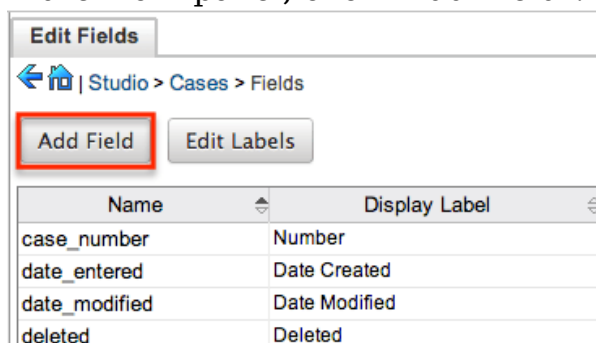 Edit Fields
| Studio > Cases > Fields
Add Field Edit Labels
Name Display Label
case_number Number
date_entered Date Created
date_modified Date Modified
deleted Deleted